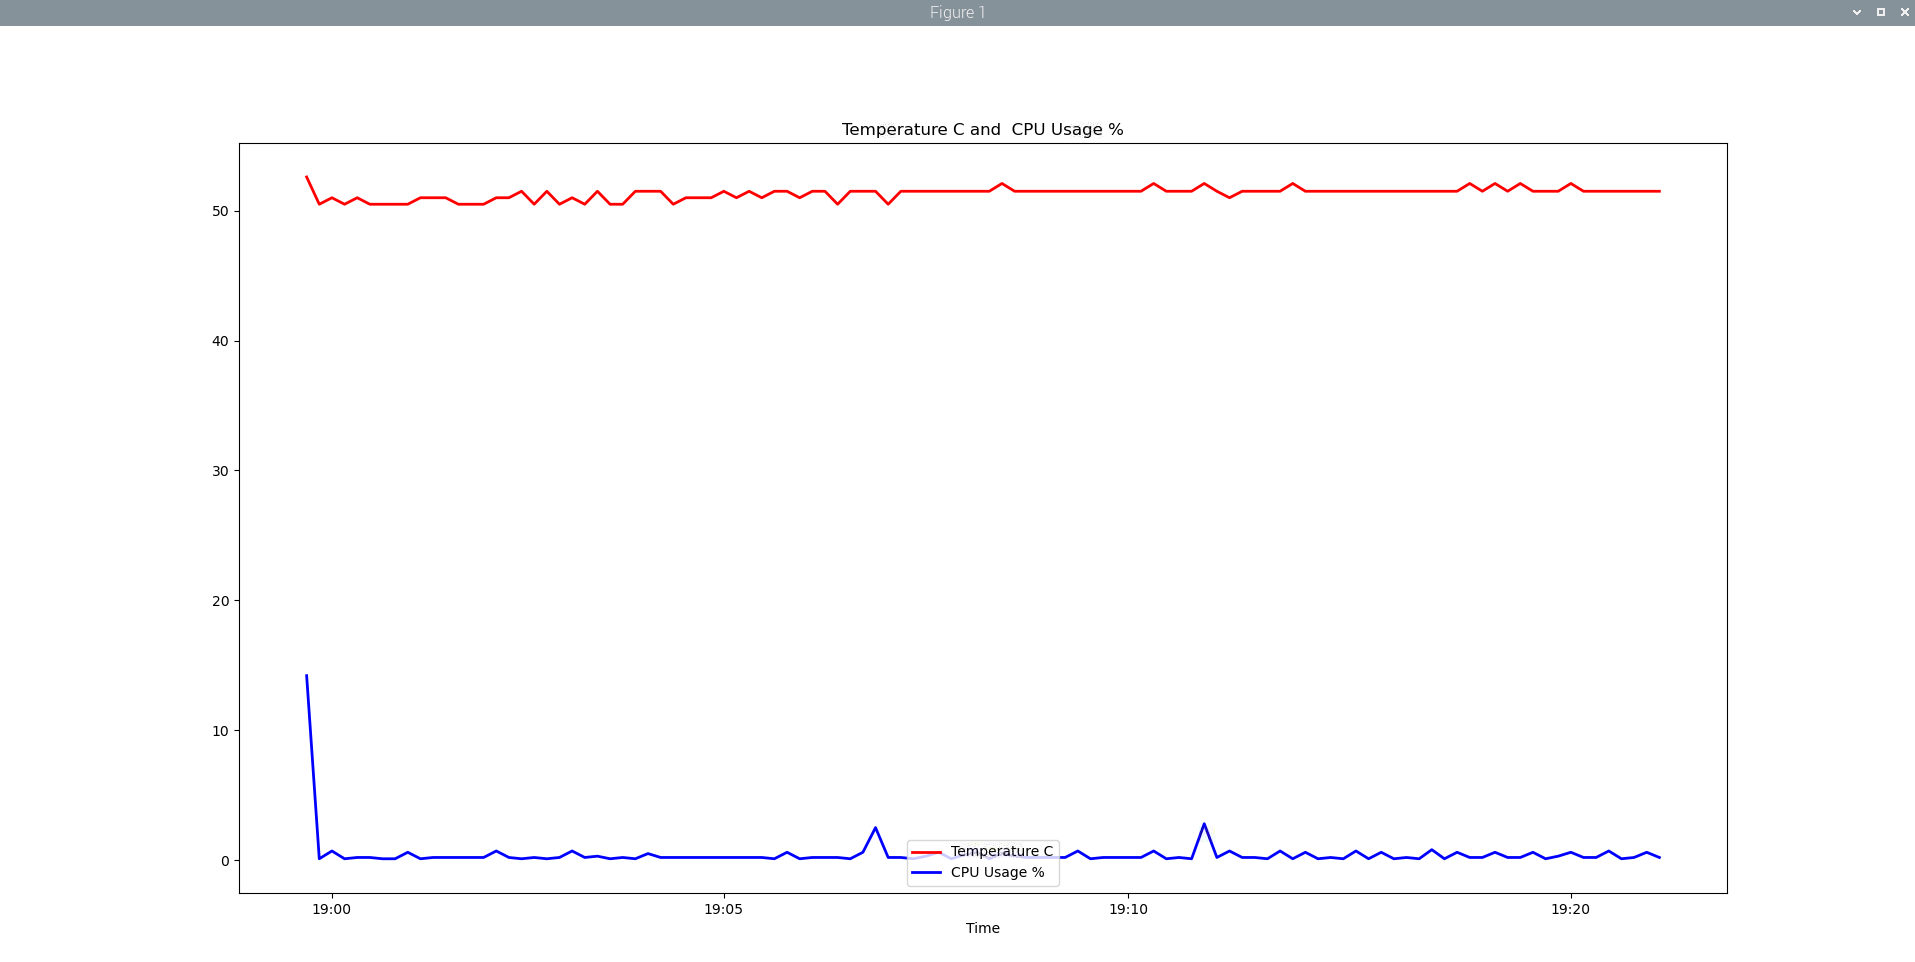 Figure 1
Temperature C and  CPU Usage %
50
40
30
20
10
0
Temperature C
CPU Usage %
19:00 19:05 19:10 19:20
Time